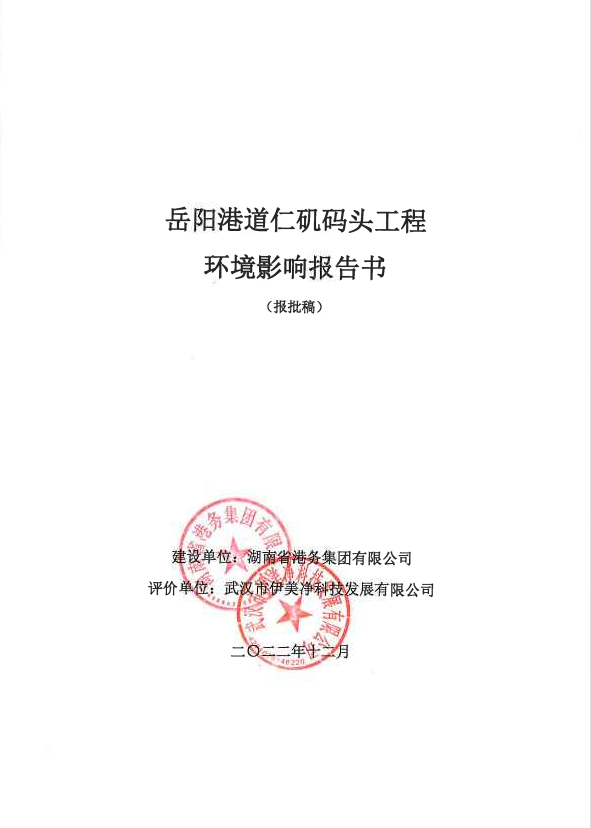 岳阳港道仁矶码头工程
环境影响报告书
（报批稿）
建设单位：湖南省港务集团有限公司
评价单位：武汉市伊美净科技发展有限公司
二〇二二年十二月